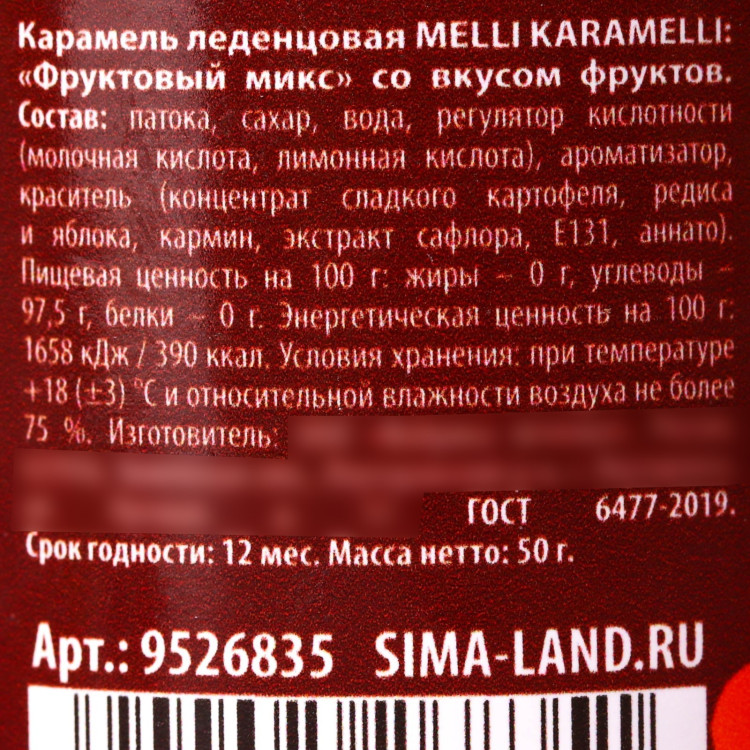 Карамель леденцовая MELLI KARAMELLI:
«Фруктовый микс» со вкусом фруктов.
Состав: патока, сахар, вода, регулятор кислотности
(молочная кислота, лимонная кислота), ароматизатор,
краситель (концентрат сладкого картофеля, редиса
и яблока, кармин, экстракт сафлора, Е131, аннато).
Пищевая ценность на 100 г: жиры – 0 г, углеводы –
97,5 г, белки – 0 г. Энергетическая ценность на 100 г:
1658 кДж / 390 ккал. Условия хранения: при температуре
+18 (±3) °С и относительной влажности воздуха не более
75 %. Изготовитель:
ГОСТ 6477-2019.
Срок годности: 12 мес. Масса нетто: 50 г.
Арт.: 9526835 SIMA-LAND.RU